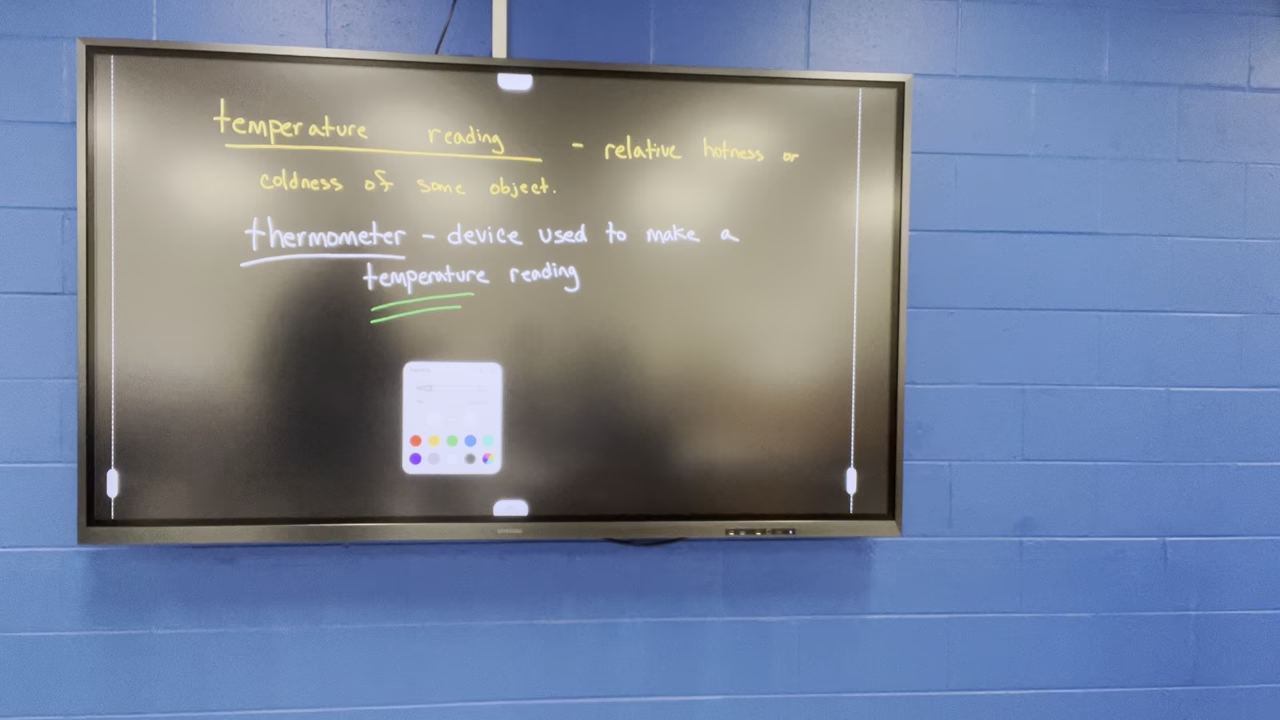 temperature reading - relative hotness or
coldness of some object.
thermometer - device used to make a
temperature reading